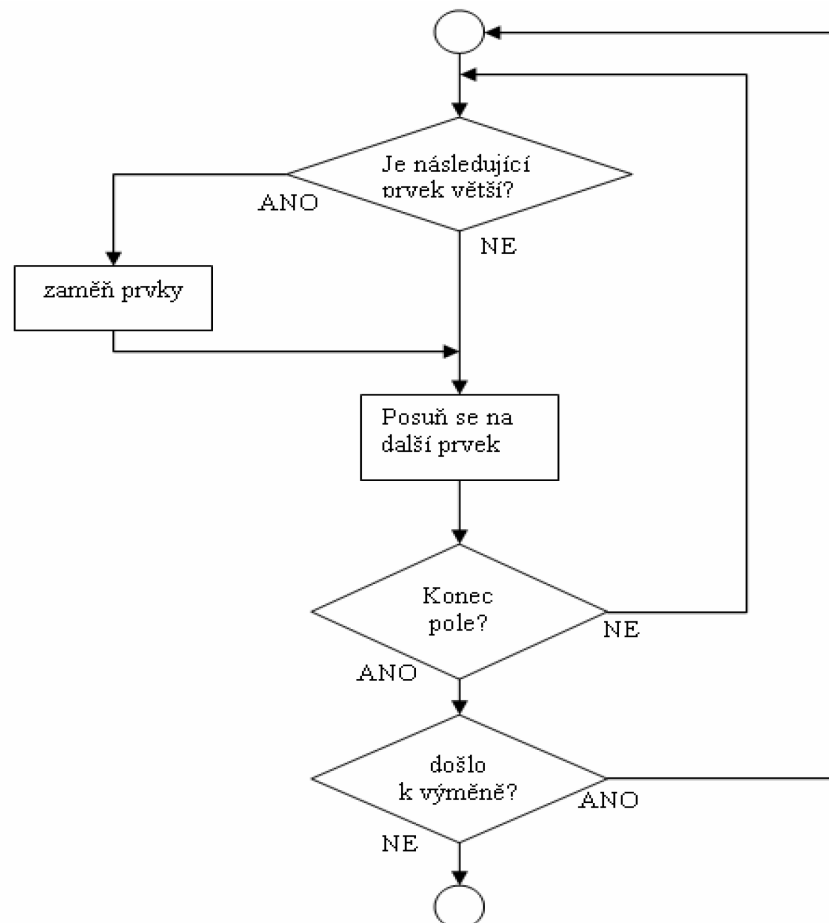 Je následující
prvek větší?
ANO
NE
zaměň prvky
Posuň se na
další prvek
Konec
pole?
NE
ANO
došlo
k výměně?
ANO
NE